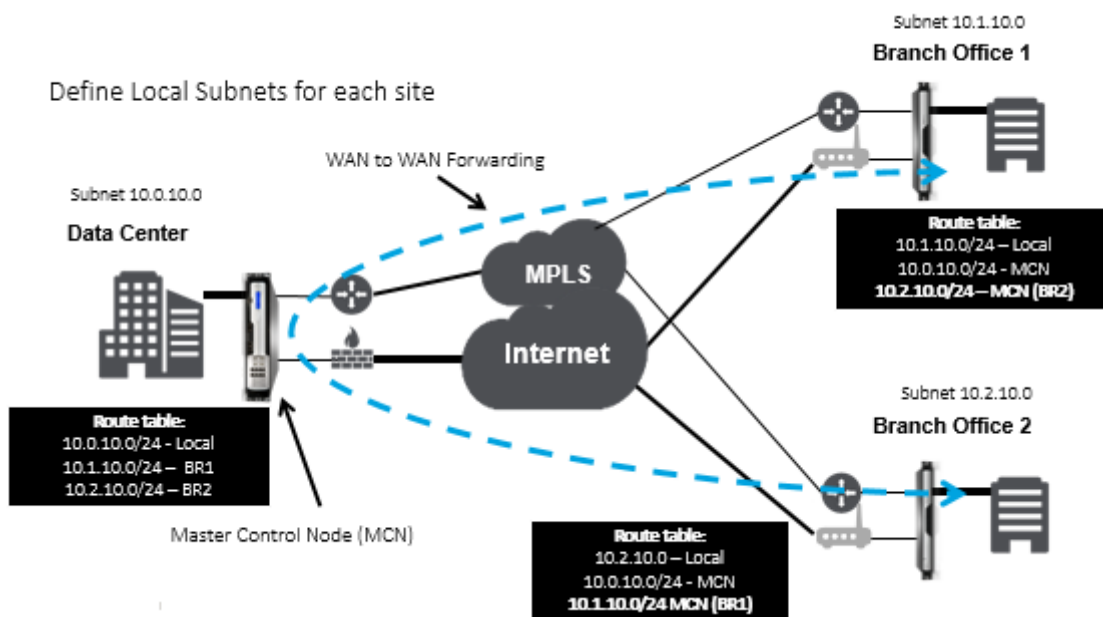 Subnet 10.1.10.0
Branch Office 1
Define Local Subnets for each site
WAN to WAN Forwarding
Subnet 10.0.10.0
Data Center
MPLS
Internet
Route table:
10.1.10.0/24 – Local
10.0.10.0/24 - MCN
10.2.10.0/24 – MCN (BR2)
Subnet 10.2.10.0
Branch Office 2
Route table:
10.0.10.0/24 - Local
10.1.10.0/24 – BR1
10.2.10.0/24 – BR2
Master Control Node (MCN)
Route table:
10.2.10.0 – Local
10.0.10.0/24 - MCN
10.1.10.0/24 MCN (BR1)